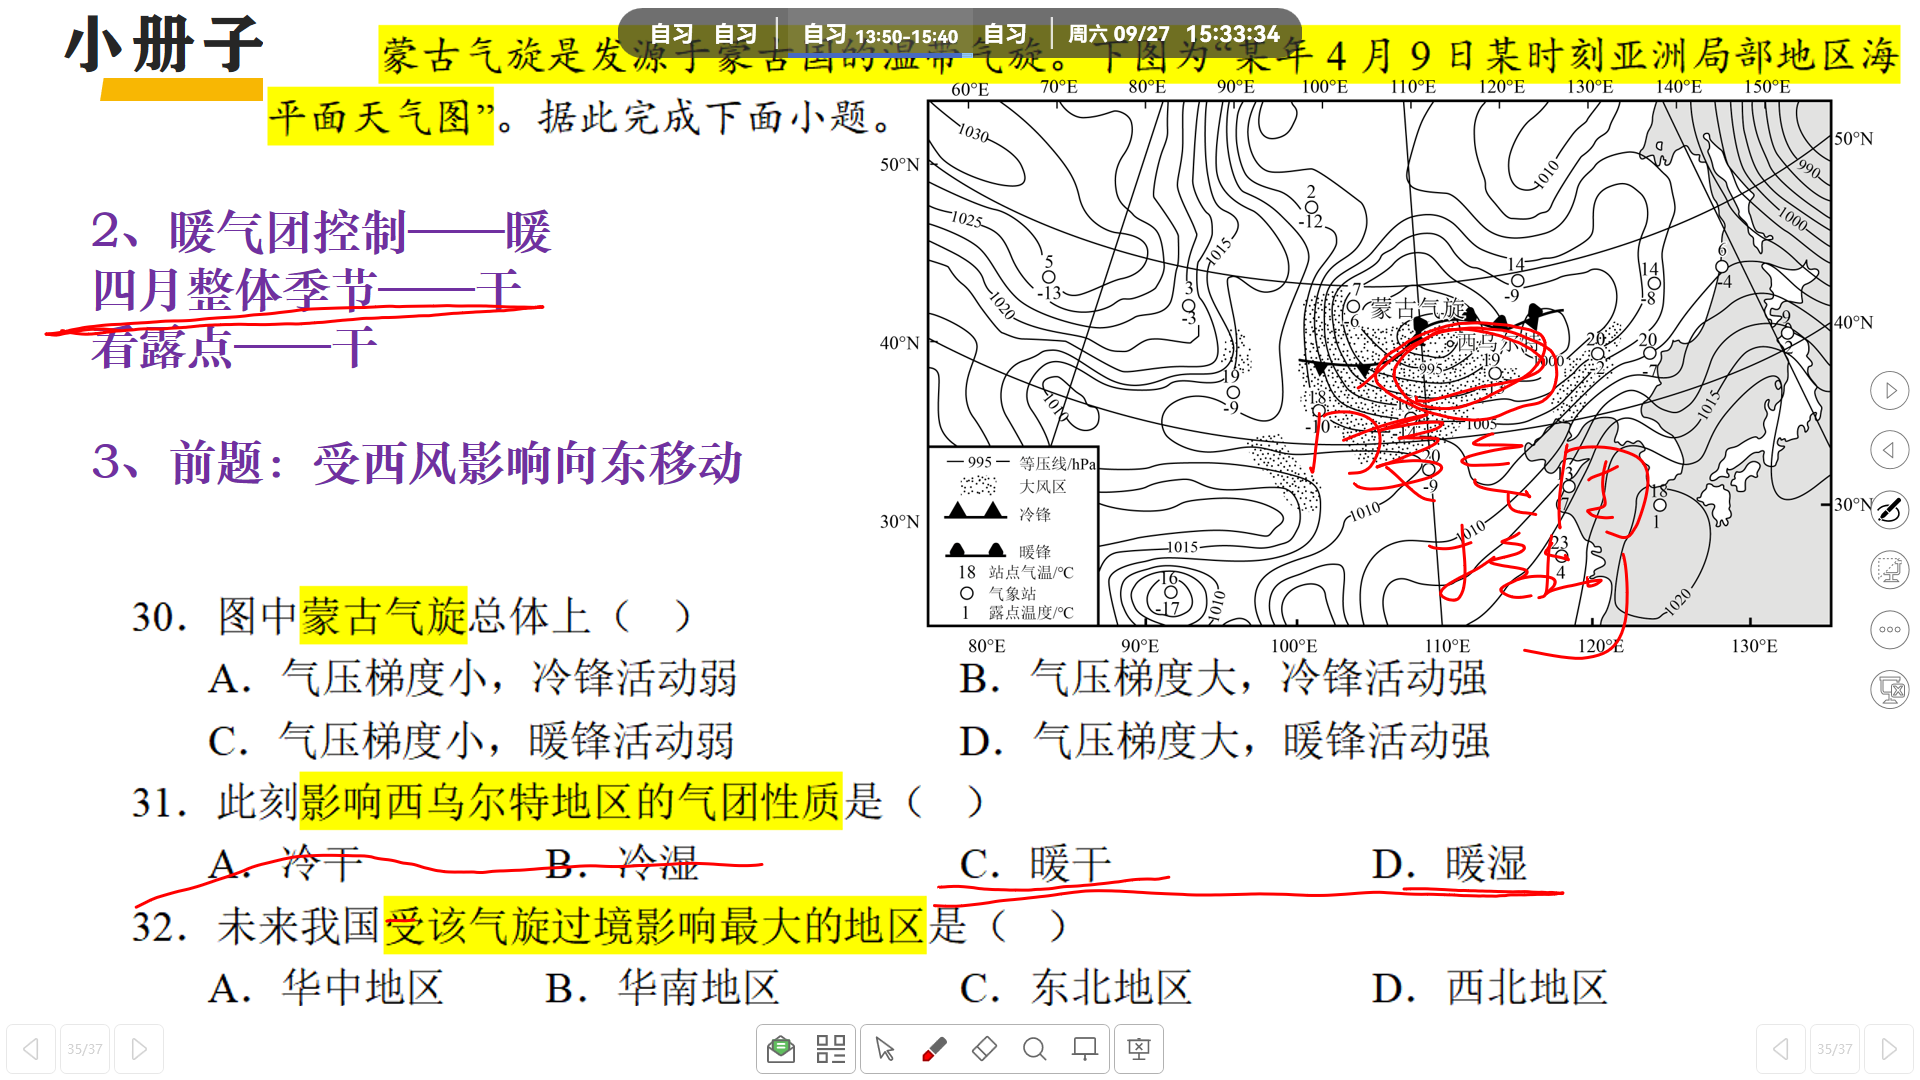 自习 自习 自习 13:50-15:40 自习 周六 09/27 15:33:34
小册子
蒙古气旋是发源于蒙古国的温带气旋。下图为“某年4月9日某时刻亚洲局部地区海
平面天气图”。据此完成下面小题。
60°E 70°E 80°E 90°E 100°E 110°E 120°E 130°E 140°E 150°E
50°N 50°N
40°N 40°N
30°N 30°N
80°E 90°E 100°E 110°E 120°E 130°E
1030
1025
1020
1015
1010
1010
990
1000
2
-12
5
-13
3
-3
14
-9
14
-8
6
-4
7
-6
蒙古气旋
西乌尔特
995
1000
1005
19
-9
18
-10
20
-2
20
-7
9
2
20
-9
13
7
18
1
23
4
16
-17
1015
1010
1010
1010
1015
1020
995 等压线/hPa
大风区
冷锋
暖锋
18 站点气温/℃
气象站
1 露点温度/℃
2、暖气团控制——暖
四月整体季节——干
看露点——干
3、前题：受西风影响向东移动
30．图中蒙古气旋总体上（ ）
A．气压梯度小，冷锋活动弱 B．气压梯度大，冷锋活动强
C．气压梯度小，暖锋活动弱 D．气压梯度大，暖锋活动强
31．此刻影响西乌尔特地区的气团性质是（ ）
A．冷干 B．冷湿 C．暖干 D．暖湿
32．未来我国受该气旋过境影响最大的地区是（ ）
A．华中地区 B．华南地区 C．东北地区 D．西北地区
35/37 35/37